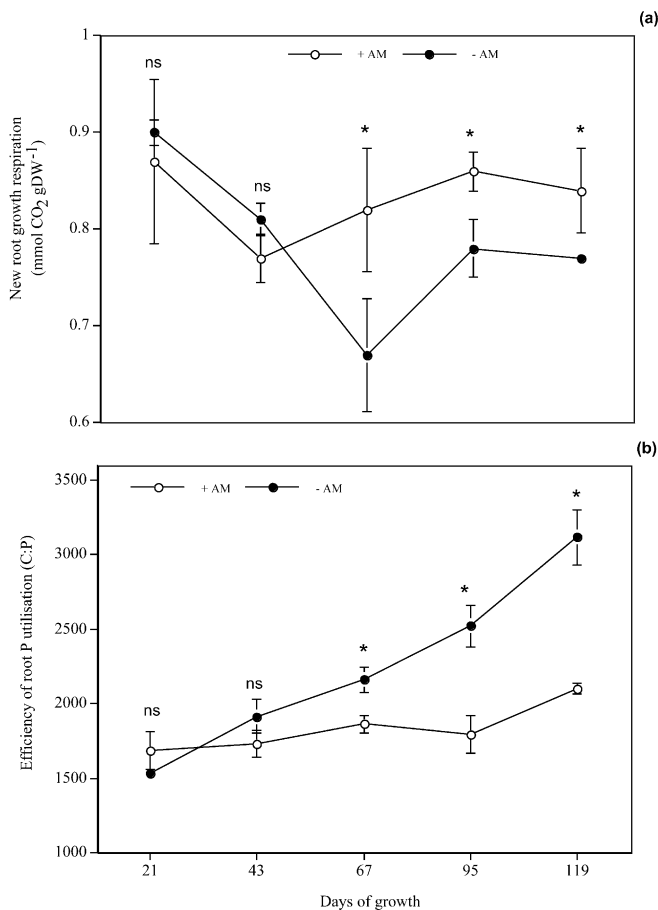 (a)
1
+ AM
- AM
ns
*
*
*
0.9
ns
0.8
0.7
0.6
New root growth respiration
(mmol CO2 gDW-1)
(b)
3500
+ AM
- AM
*
3000
*
2500
*
ns
ns
2000
1500
1000
Efficiency of root P utilisation (C:P)
21 43 67 95 119
Days of growth